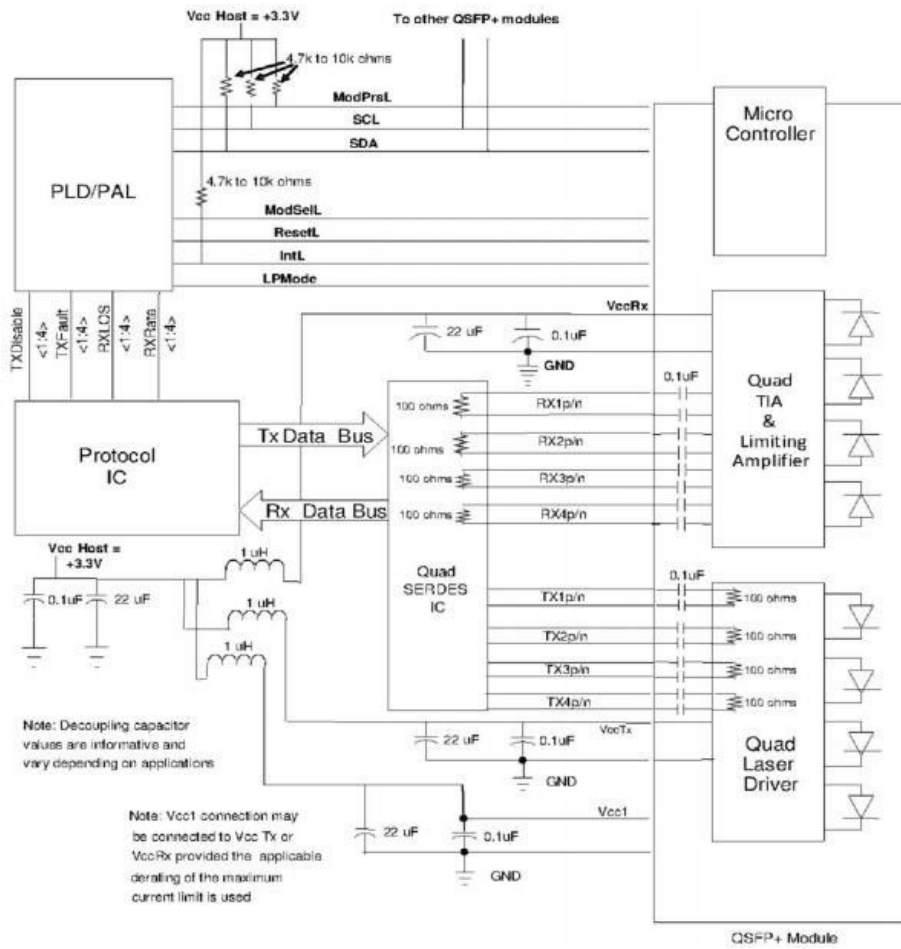 Vcc Host = +3.3V
To other QSFP+ modules
4.7k to 10k ohms
ModPrsL
SCL
SDA
Micro
Controller
PLD/PAL
4.7k to 10k ohms
ModSelL
ResetL
IntL
LPMode
TXDisable
<1:4>
TXFault
<1:4>
RXLOS
<1:4>
RXRate
<1:4>
VccRx
22 uF
0.1uF
GND
0.1uF
Quad
TIA
&
Limiting
Amplifier
100 ohms
RX1p/n
100 ohms
RX2p/n
100 ohms
RX3p/n
100 ohms
RX4p/n
Protocol
IC
Tx Data Bus
Rx Data Bus
Quad
SERDES
IC
Vcc Host =
+3.3V
0.1uF
22 uF
1 uH
1 uH
1 uH
0.1uF
TX1p/n
100 ohms
TX2p/n
100 ohms
TX3p/n
100 ohms
TX4p/n
100 ohms
VccTx
22 uF
0.1uF
GND
Quad
Laser
Driver
Note: Decoupling capacitor
values are informative and
vary depending on applications
Note: Vcc1 connection may
be connected to Vcc Tx or
VccRx provided the applicable
derating of the maximum
current limit is used
Vcc1
22 uF
0.1uF
GND
QSFP+ Module